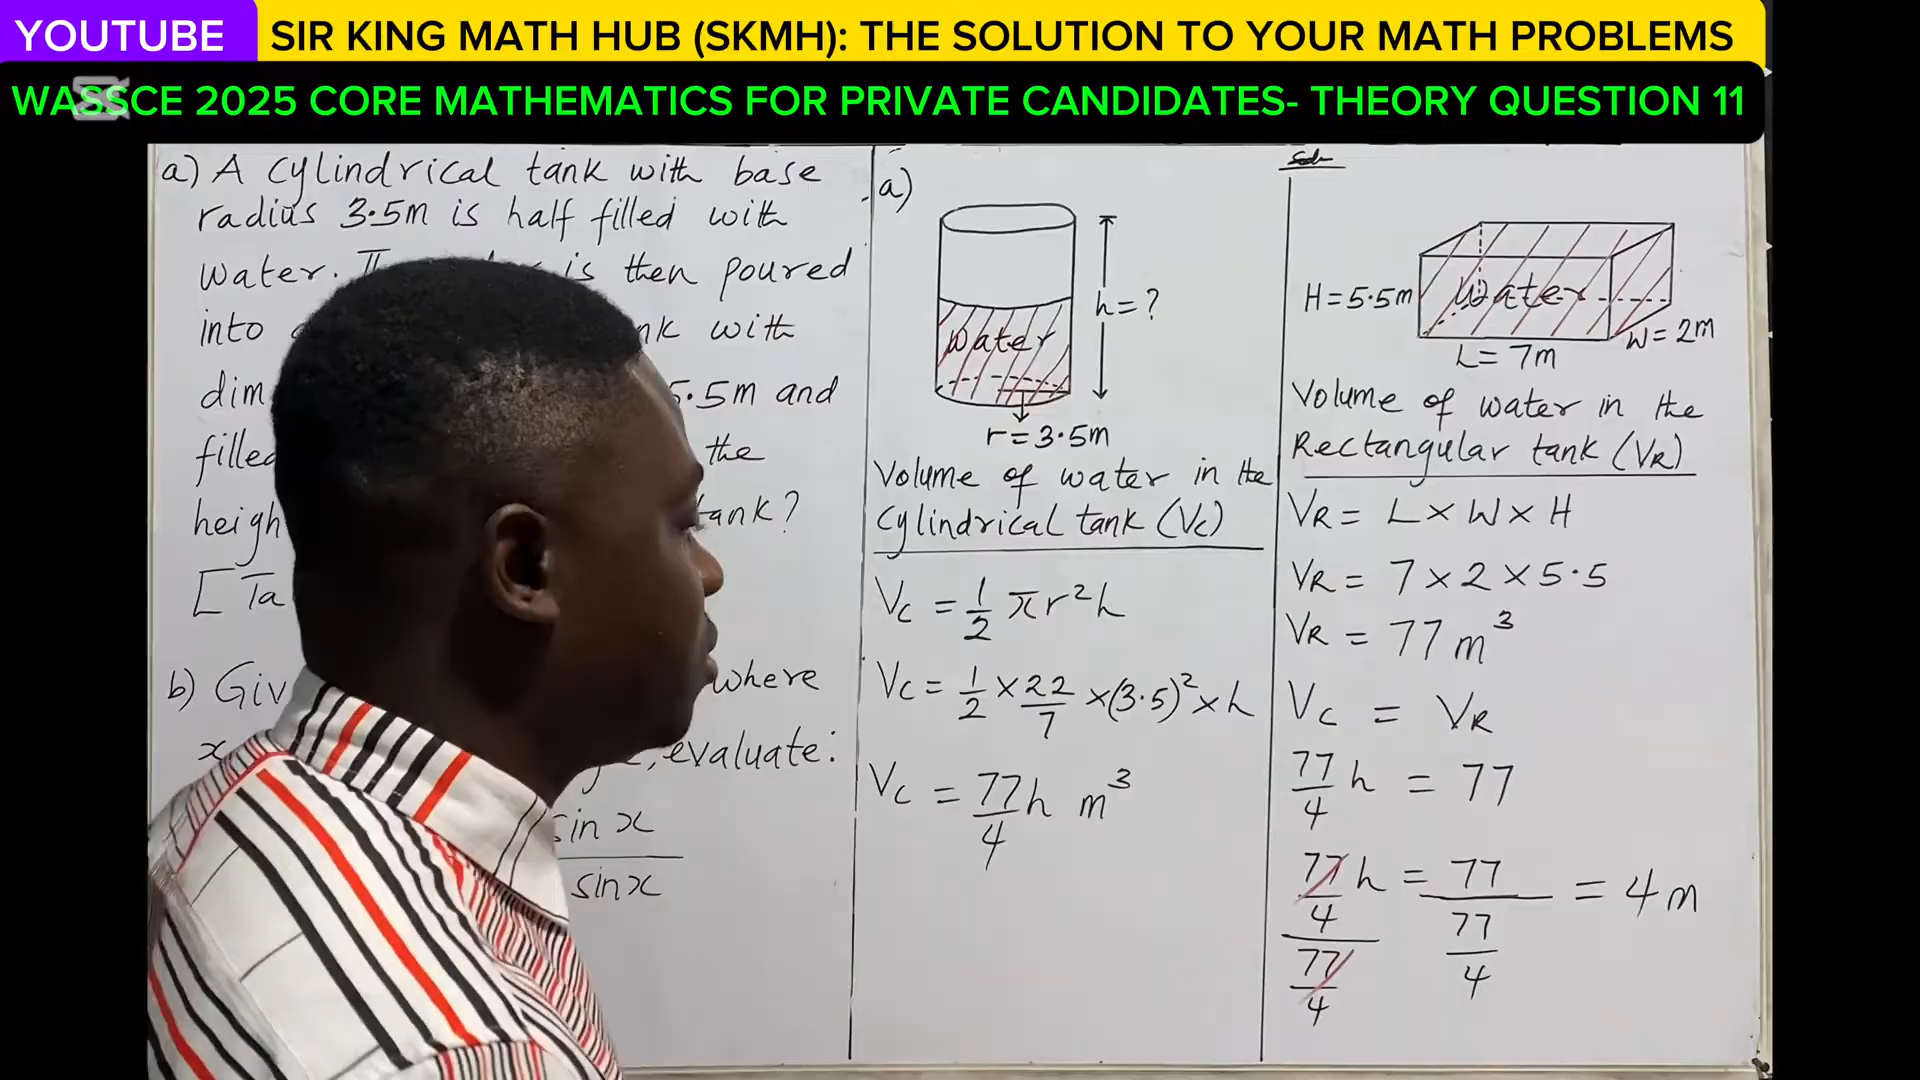 YOUTUBE
SIR KING MATH HUB (SKMH): THE SOLUTION TO YOUR MATH PROBLEMS
WASSCE 2025 CORE MATHEMATICS FOR PRIVATE CANDIDATES- THEORY QUESTION 11
a) A cylindrical tank with base
radius 3.5m is half filled with
water. is then poured
into with
5.5m and
the
tank?
b) where
x evaluate:
sin x
sin x
a)
h = ?
water
r = 3.5m
Volume of water in the
Cylindrical tank (Vc)
Vc = 1/2 πr²h
Vc = 1/2 × 22/7 × (3.5)² × h
Vc = 77/4 h m³
Soln
H = 5.5m
water
W = 2m
L = 7m
Volume of water in the
Rectangular tank (VR)
VR = L × W × H
VR = 7 × 2 × 5.5
VR = 77 m³
Vc = VR
77/4 h = 77
77/4 h / 77/4 = 77 / 77/4 = 4m